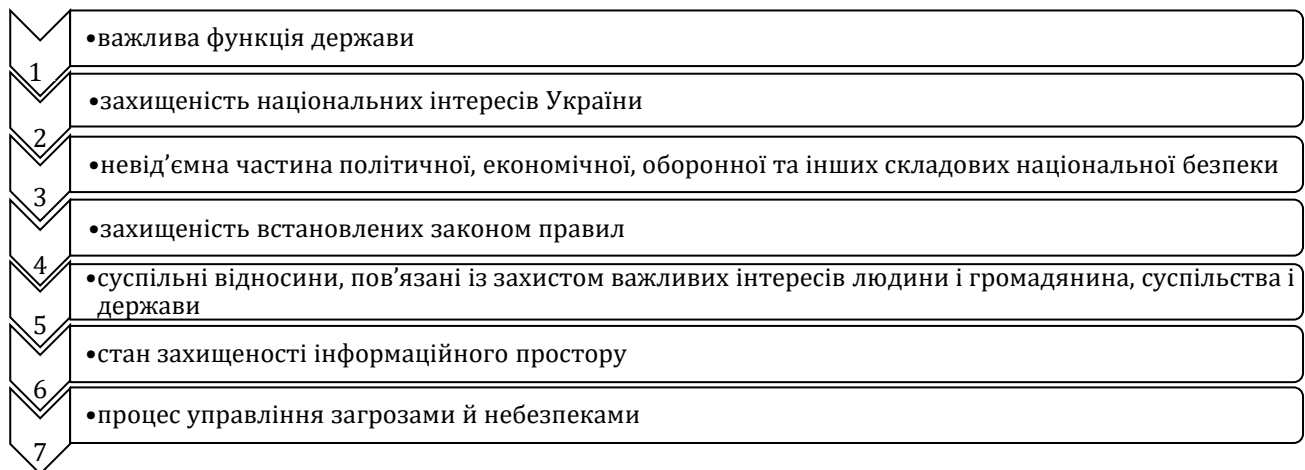 1
•важлива функція держави
2
•захищеність національних інтересів України
3
•невід’ємна частина політичної, економічної, оборонної та інших складових національної безпеки
4
•захищеність встановлених законом правил
5
•суспільні відносини, пов’язані із захистом важливих інтересів людини і громадянина, суспільства і
держави
6
•стан захищеності інформаційного простору
7
•процес управління загрозами й небезпеками